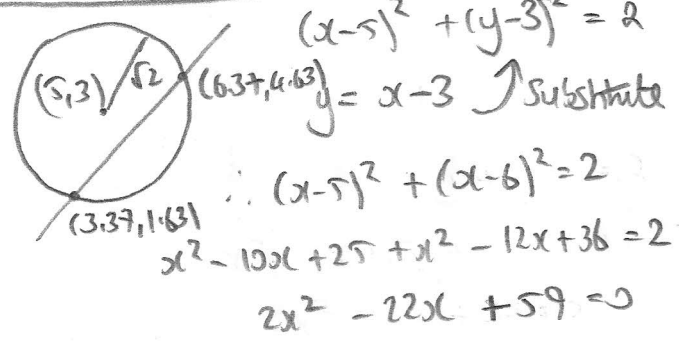 (x-5)² + (y-3)² = 2
(5,3) √2 (6.37,4.63) y = x-3 ↑ Substitute
∴ (x-5)² + (x-6)² = 2
(3.37,1.63)
x² - 10x + 25 + x² - 12x + 36 = 2
2x² - 22x + 59 = 0